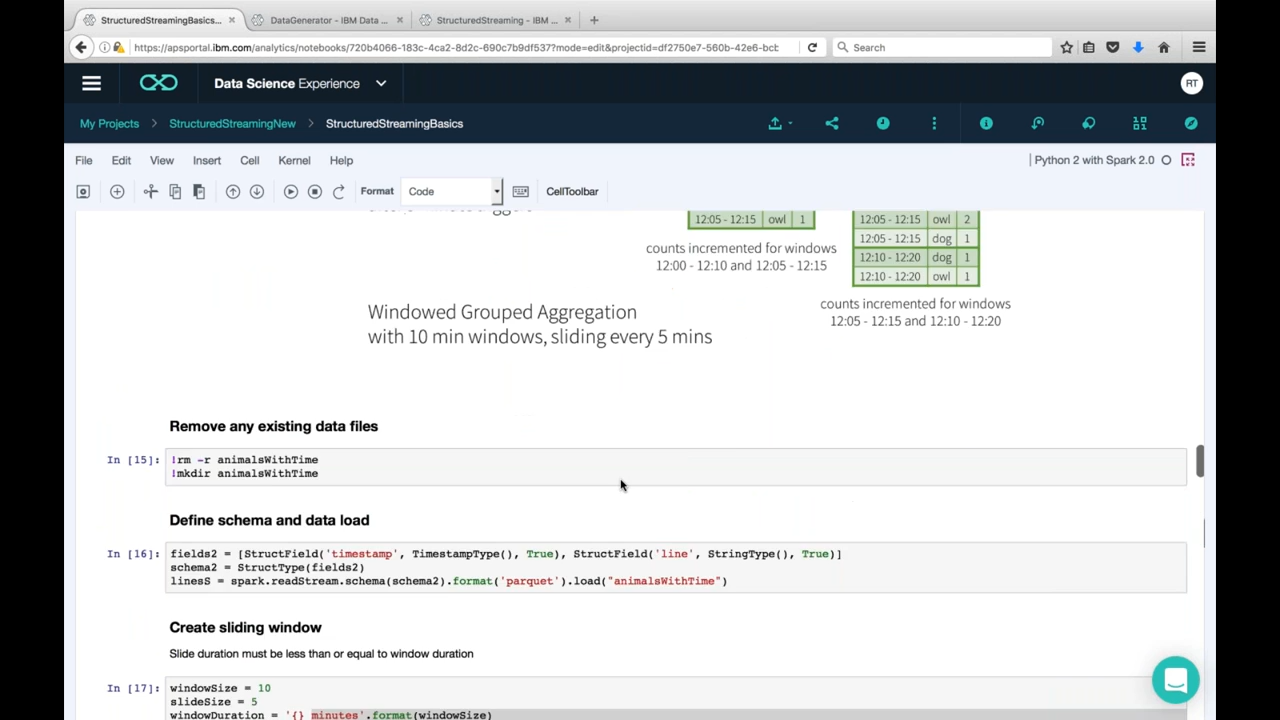 StructuredStreamingBasics... ×
DataGenerator - IBM Data ... ×
StructuredStreaming - IBM ... ×
https://apsportal.ibm.com/analytics/notebooks/720b4066-183c-4ca2-8d2c-690c7b9df537?mode=edit&projectid=df2750e7-560b-42e6-bcb
Search
Data Science Experience
RT
My Projects > StructuredStreamingNew > StructuredStreamingBasics
File Edit View Insert Cell Kernel Help
Python 2 with Spark 2.0
Format Code CellToolbar
12:05 - 12:15 owl 1
12:05 - 12:15 owl 2
12:05 - 12:15 dog 1
12:10 - 12:20 dog 1
12:10 - 12:20 owl 1
counts incremented for windows
12:00 - 12:10 and 12:05 - 12:15
counts incremented for windows
12:05 - 12:15 and 12:10 - 12:20
Windowed Grouped Aggregation
with 10 min windows, sliding every 5 mins
Remove any existing data files
In [15]: !rm -r animalsWithTime
!mkdir animalsWithTime
Define schema and data load
In [16]: fields2 = [StructField('timestamp', TimestampType(), True), StructField('line', StringType(), True)]
schema2 = StructType(fields2)
linesS = spark.readStream.schema(schema2).format('parquet').load("animalsWithTime")
Create sliding window
Slide duration must be less than or equal to window duration
In [17]: windowSize = 10
slideSize = 5
windowDuration = '{} minutes'.format(windowSize)